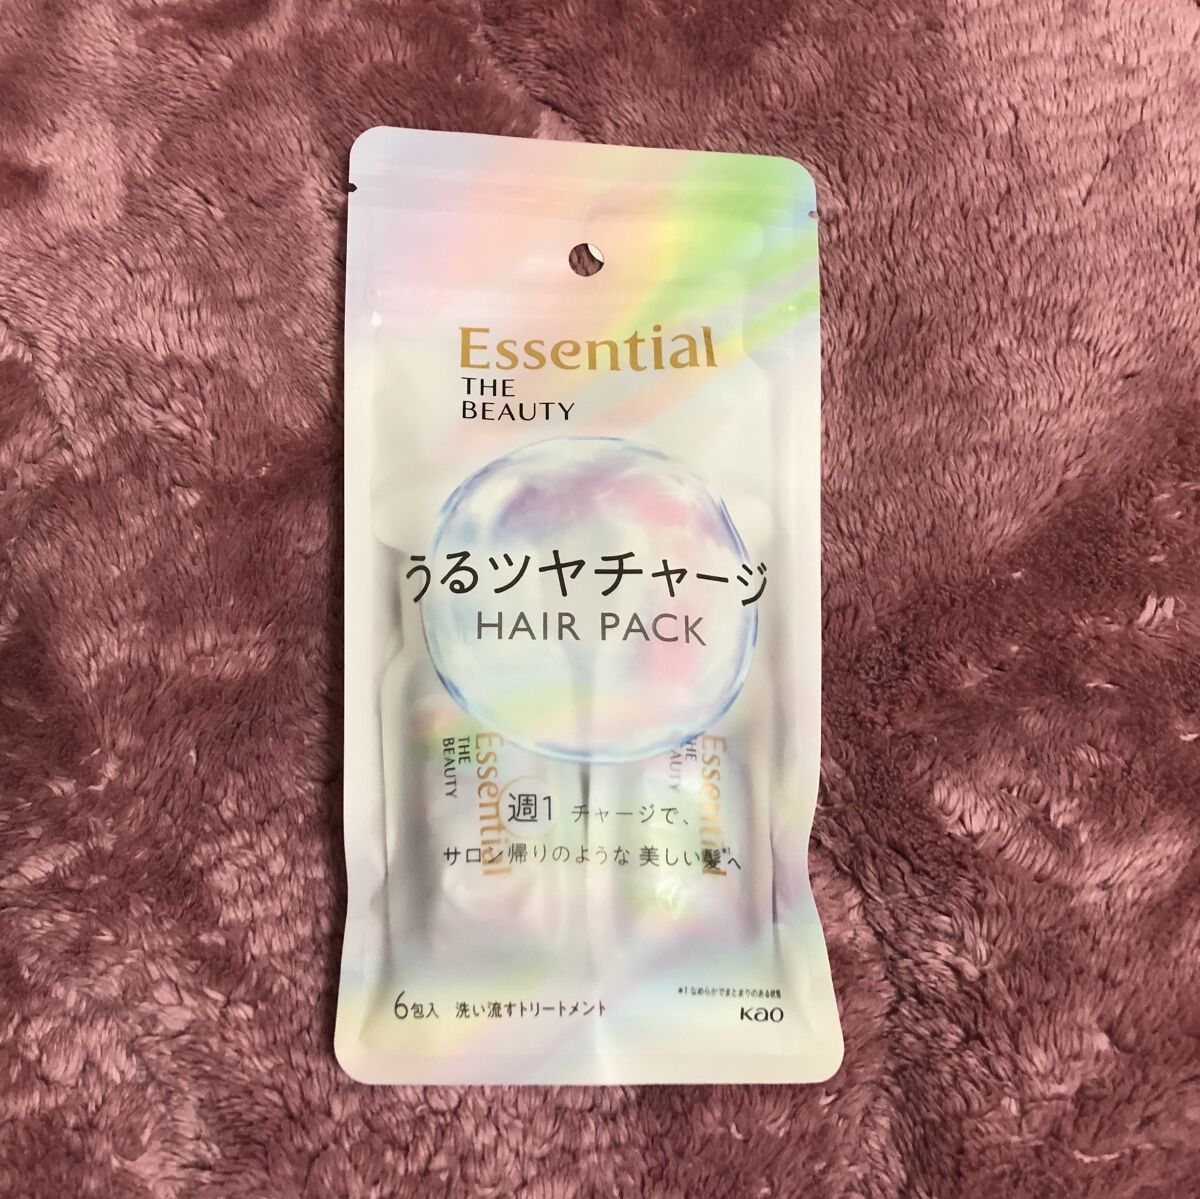 Essential
THE
BEAUTY
うるツヤチャージ
HAIR PACK
Essential
THE
BEAUTY
Essential
THE
BEAUTY
週1 チャージで、
サロン帰りのような 美しい髪*1へ
*1 なめらかでまとまりのある状態
6包入 洗い流すトリートメント
Kao